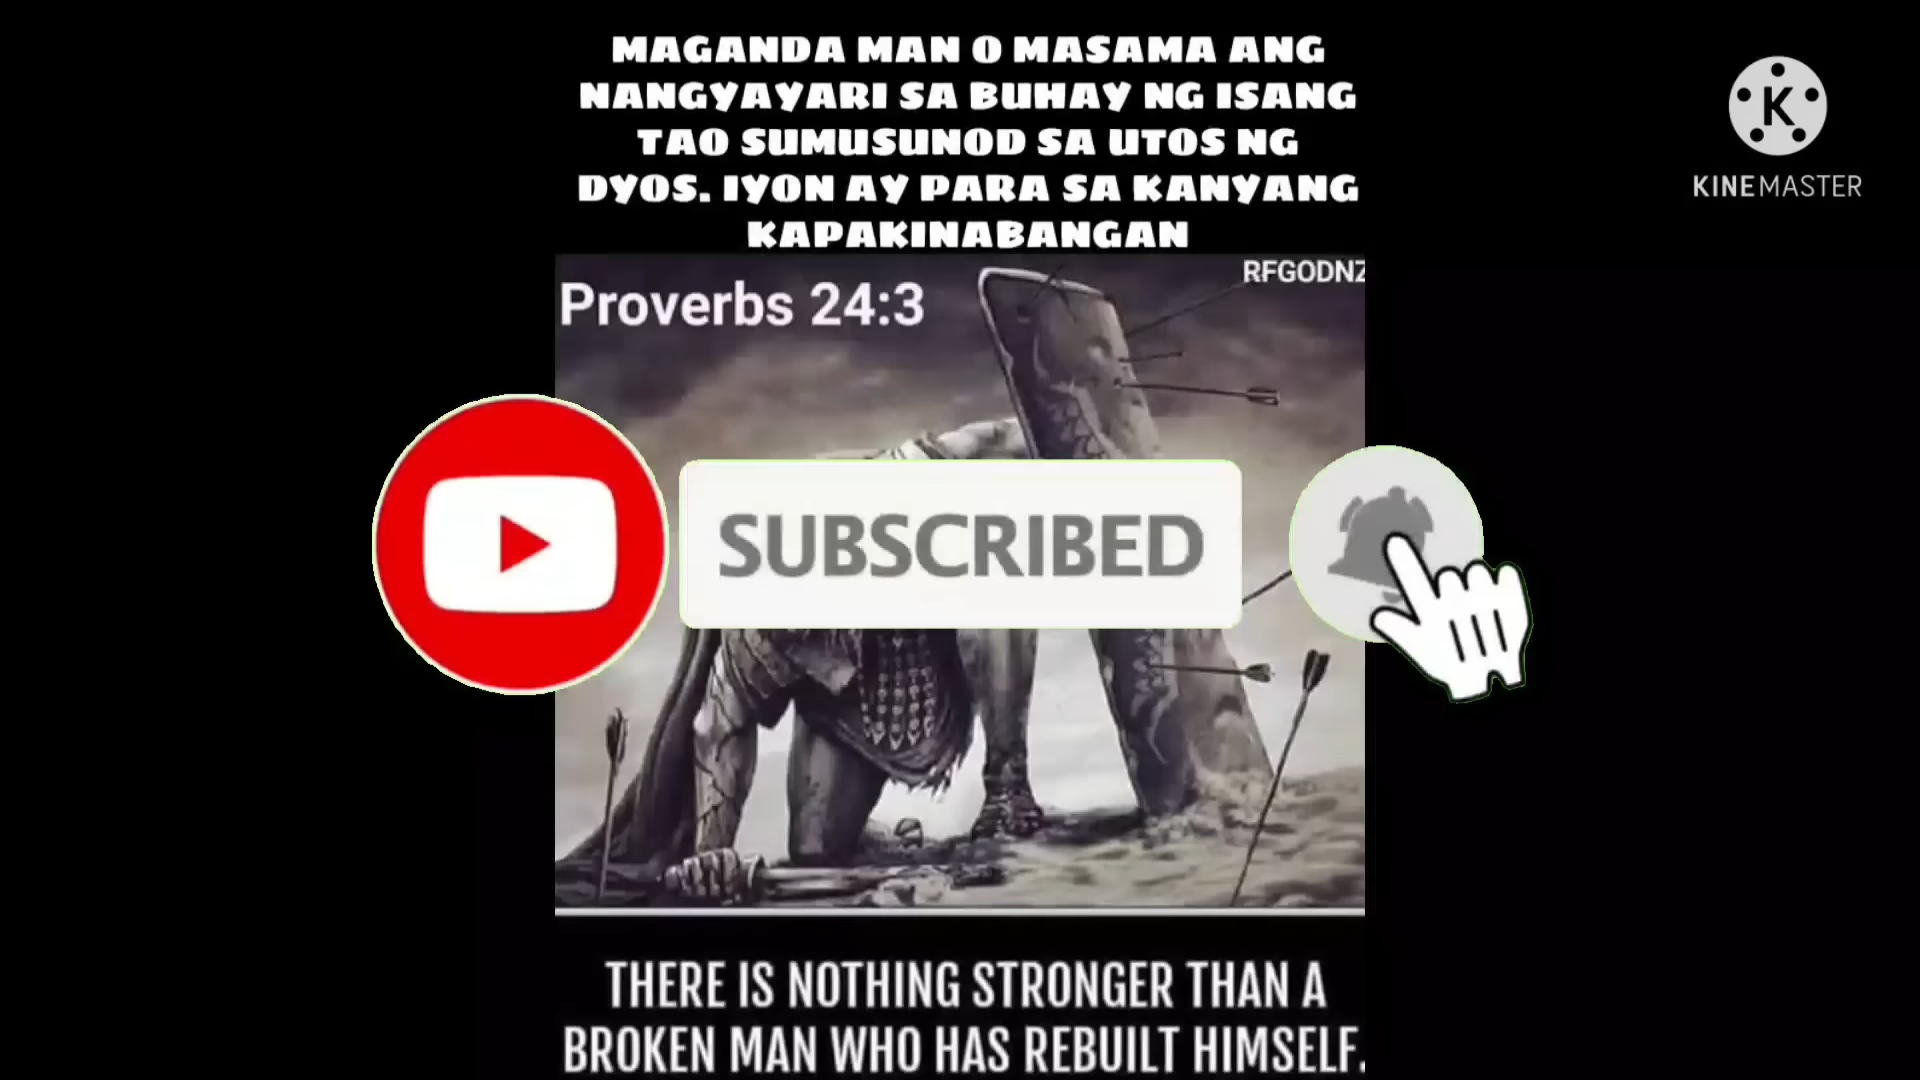 MAGANDA MAN O MASAMA ANG
NANGYAYARI SA BUHAY NG ISANG
TAO SUMUSUNOD SA UTOS NG
DYOS. IYON AY PARA SA KANYANG
KAPAKINABANGAN
K
KINEMASTER
RFGODNZ
Proverbs 24:3
SUBSCRIBED
THERE IS NOTHING STRONGER THAN A
BROKEN MAN WHO HAS REBUILT HIMSELF.